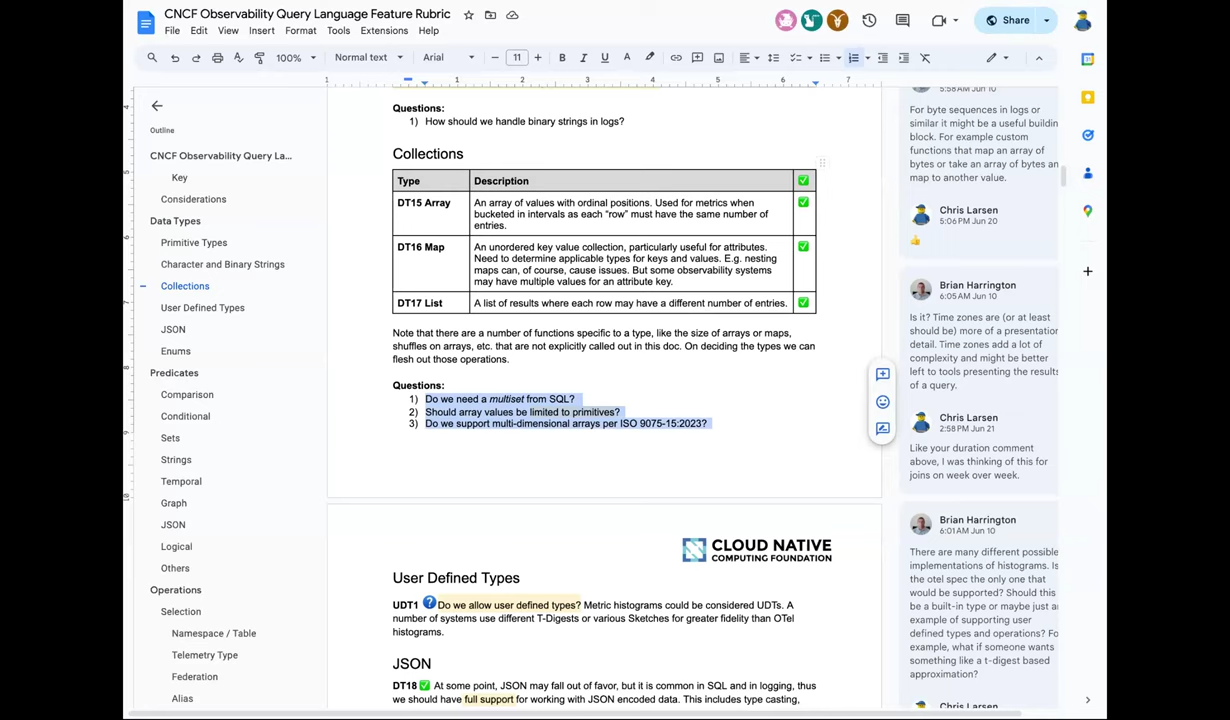 CNCF Observability Query Language Feature Rubric
File Edit View Insert Format Tools Extensions Help
Share
100% Normal text Arial 11
1 1 2 3 4 5 6 7
Outline
CNCF Observability Query La...
Key
Considerations
Data Types
Primitive Types
Character and Binary Strings
Collections
User Defined Types
JSON
Enums
Predicates
Comparison
Conditional
Sets
Strings
Temporal
Graph
JSON
Logical
Others
Operations
Selection
Namespace / Table
Telemetry Type
Federation
Alias
Questions:
1) How should we handle binary strings in logs?
Collections
Type Description ✅
DT15 Array An array of values with ordinal positions. Used for metrics when ✅
bucketed in intervals as each “row” must have the same number of
entries.
DT16 Map An unordered key value collection, particularly useful for attributes. ✅
Need to determine applicable types for keys and values. E.g. nesting
maps can, of course, cause issues. But some observability systems
may have multiple values for an attribute key.
DT17 List A list of results where each row may have a different number of entries. ✅
Note that there are a number of functions specific to a type, like the size of arrays or maps,
shuffles on arrays, etc. that are not explicitly called out in this doc. On deciding the types we can
flesh out those operations.
Questions:
1) Do we need a multiset from SQL?
2) Should array values be limited to primitives?
3) Do we support multi-dimensional arrays per ISO 9075-15:2023?
CLOUD NATIVE
COMPUTING FOUNDATION
User Defined Types
UDT1 Do we allow user defined types? Metric histograms could be considered UDTs. A
number of systems use different T-Digests or various Sketches for greater fidelity than OTel
histograms.
JSON
DT18 ✅ At some point, JSON may fall out of favor, but it is common in SQL and in logging, thus
we should have full support for working with JSON encoded data. This includes type casting,
5:58 AM Jun 10
For byte sequences in logs or
similar it might be a useful buildin
block. For example custom
functions that map an array of
bytes or take an array of bytes an
map to another value.
Chris Larsen
5:06 PM Jun 20
👍
Brian Harrington
6:05 AM Jun 10
Is it? Time zones are (or at least
should be) more of a presentation
detail. Time zones add a lot of
complexity and might be better
left to tools presenting the results
of a query.
Chris Larsen
2:58 PM Jun 21
Like your duration comment
above, I was thinking of this for
joins on week over week.
Brian Harrington
6:01 AM Jun 10
There are many different possible
implementations of histograms. Is
the otel spec the only one that
would be supported? Should this
be a built-in type or maybe just an
example of supporting user
defined types and operations? Fo
example, what if someone wants
something like a t-digest based
approximation?
Chris Larsen